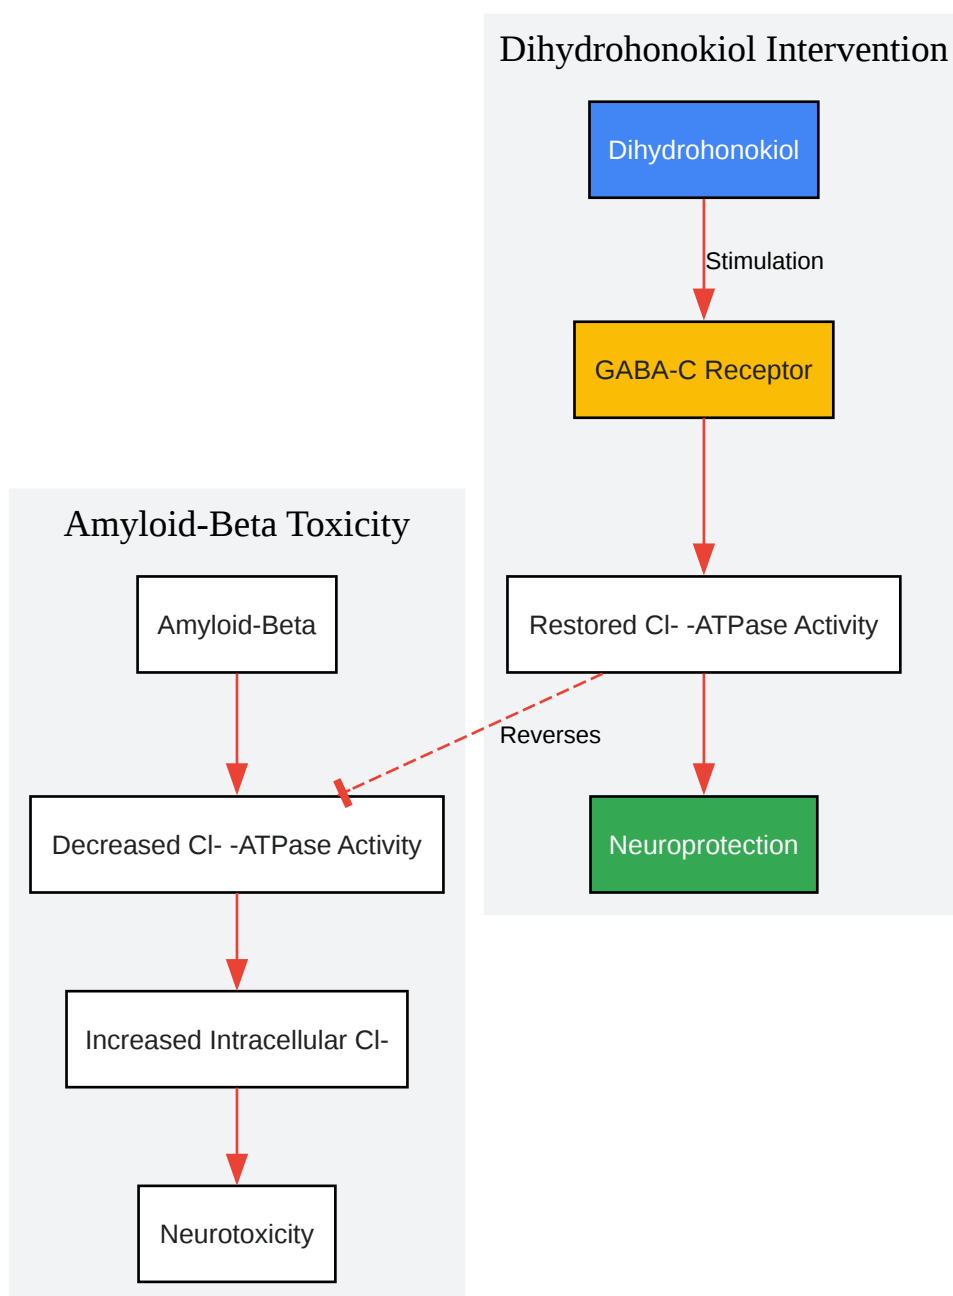 Dihydrohonokiol Intervention
Dihydrohonokiol
Stimulation
GABA-C Receptor
Restored Cl- -ATPase Activity
Reverses
Neuroprotection
Amyloid-Beta Toxicity
Amyloid-Beta
Decreased Cl- -ATPase Activity
Increased Intracellular Cl-
Neurotoxicity